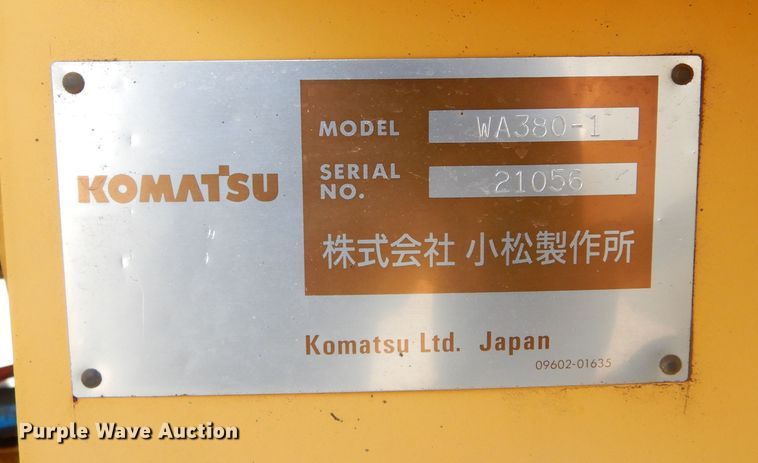 KOMATSU
MODEL WA380-1
SERIAL NO. 21056
株式会社 小松製作所
Komatsu Ltd. Japan
09602-01635
Purple Wave Auction